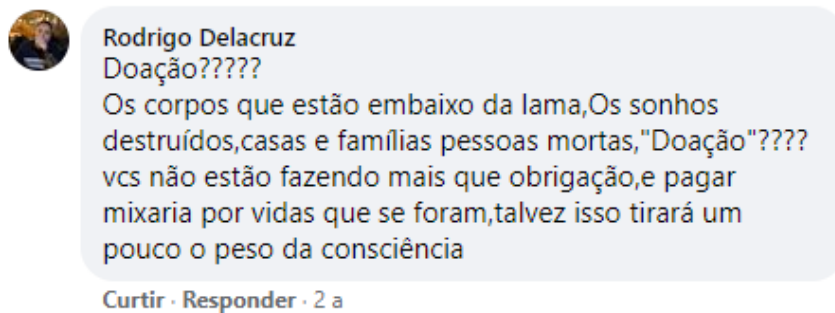 Rodrigo Delacruz
Doação?????
Os corpos que estão embaixo da lama,Os sonhos
destruídos,casas e famílias pessoas mortas,"Doação"????
vcs não estão fazendo mais que obrigação,e pagar
mixaria por vidas que se foram,talvez isso tirará um
pouco o peso da consciência
Curtir · Responder · 2 a